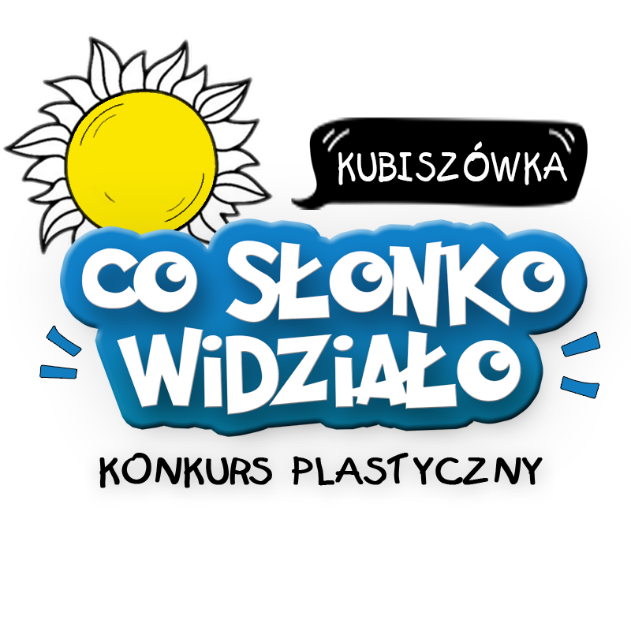 KUBISZÓWKA
CO SŁONKO
WiDZiAŁO
KONKURS PLASTYCZNY